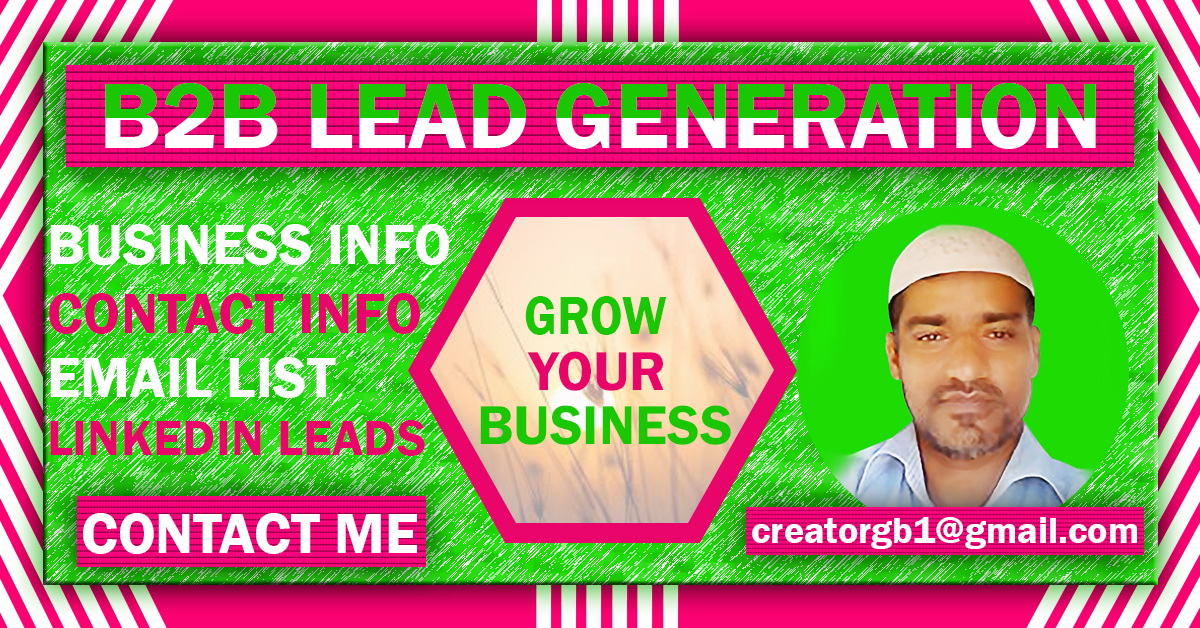 B2B LEAD GENERATION
BUSINESS INFO
CONTACT INFO
EMAIL LIST
LINKEDIN LEADS
CONTACT ME
GROW
YOUR
BUSINESS
creatorgb1@gmail.com